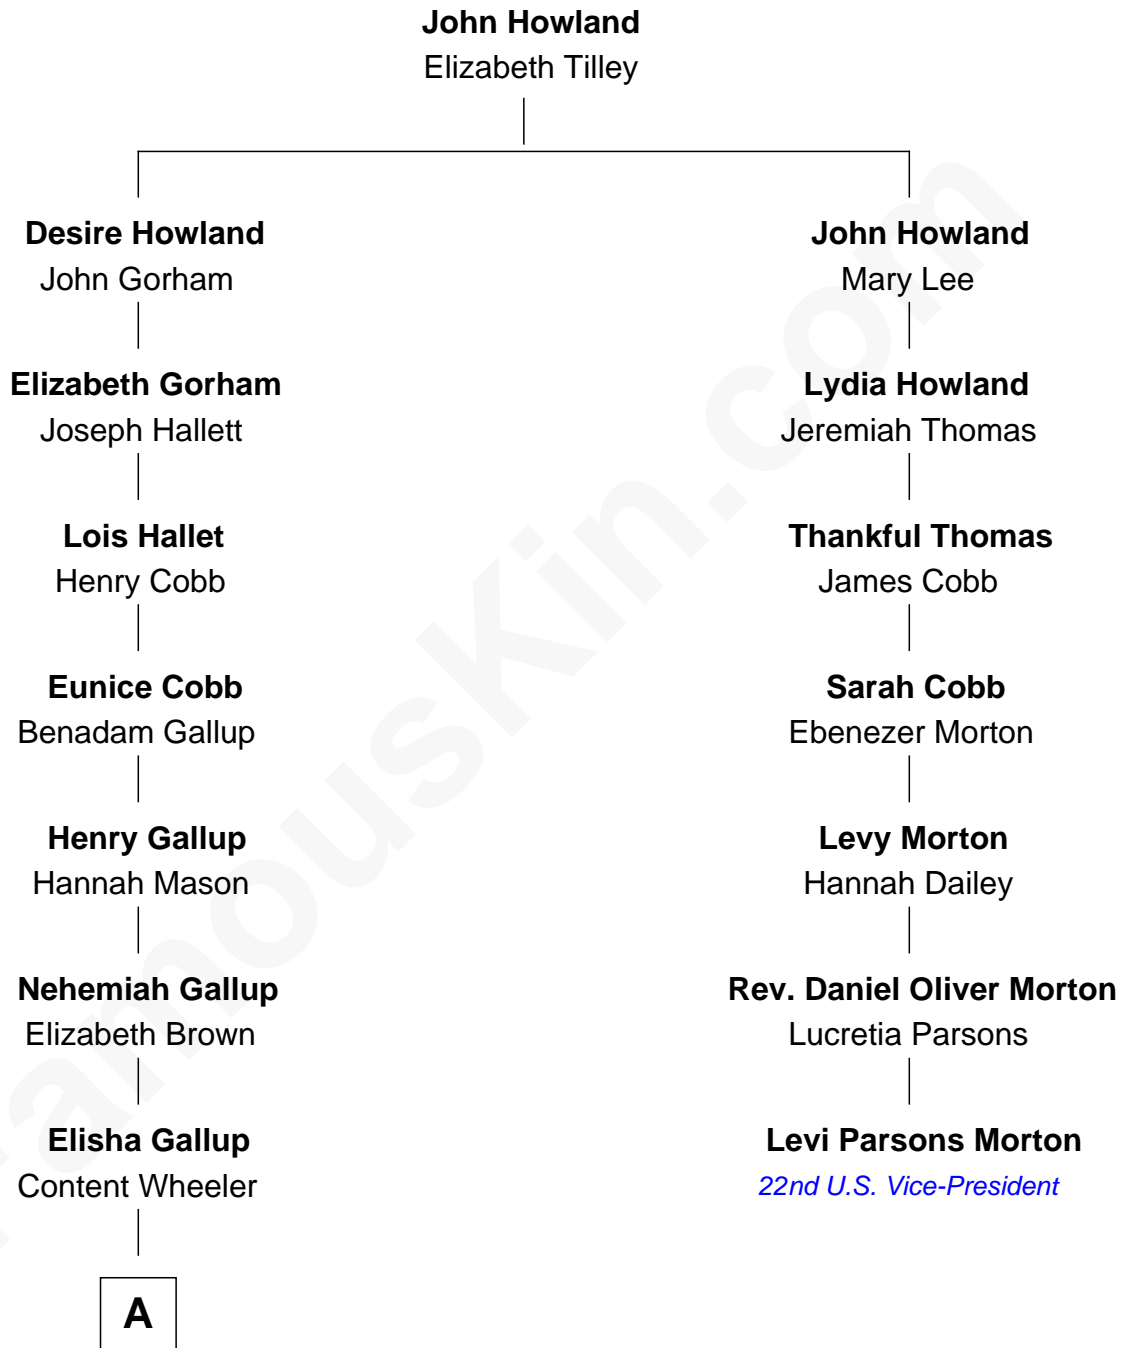 John Howland
Elizabeth Tilley
Desire Howland
John Gorham
Elizabeth Gorham
Joseph Hallett
Lois Hallet
Henry Cobb
Eunice Cobb
Benadam Gallup
Henry Gallup
Hannah Mason
Nehemiah Gallup
Elizabeth Brown
Elisha Gallup
Content Wheeler
A
John Howland
Mary Lee
Lydia Howland
Jeremiah Thomas
Thankful Thomas
James Cobb
Sarah Cobb
Ebenezer Morton
Levy Morton
Hannah Dailey
Rev. Daniel Oliver Morton
Lucretia Parsons
Levi Parsons Morton
22nd U.S. Vice-President
FamousKin.com